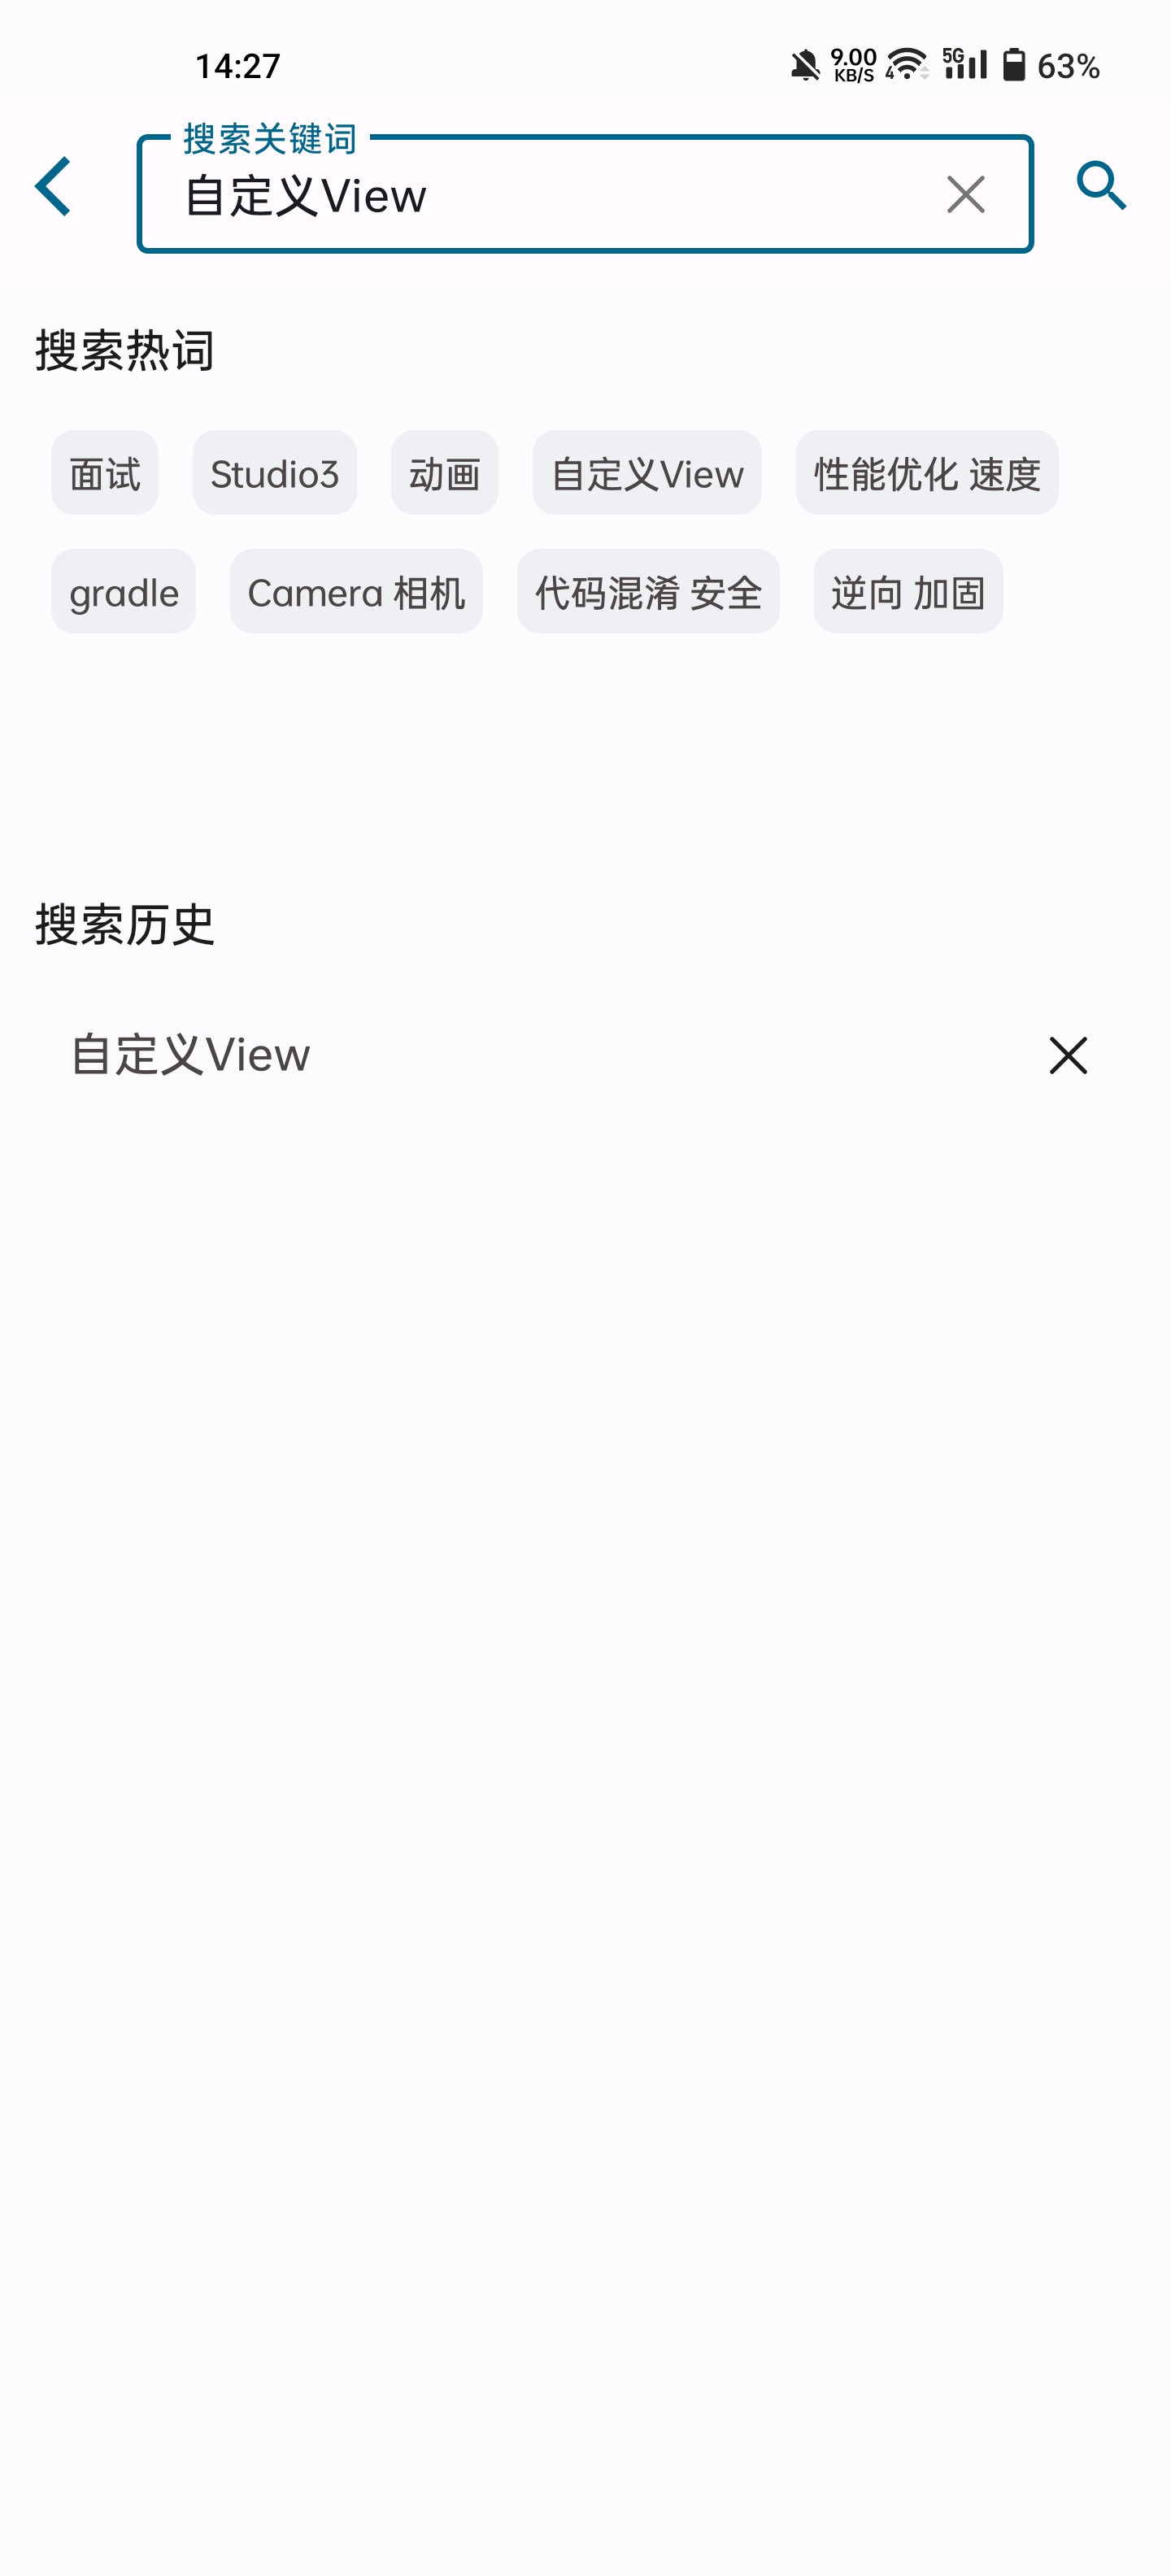 14:27 9.00 KB/S 4 5G 63%
搜索关键词
自定义View
搜索热词
面试 Studio3 动画 自定义View 性能优化 速度
gradle Camera 相机 代码混淆 安全 逆向 加固
搜索历史
自定义View